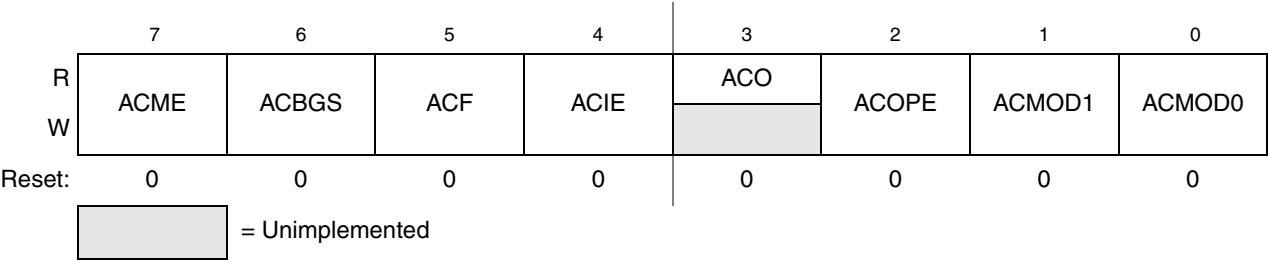 7 6 5 4 3 2 1 0
R ACO
ACME ACBGS ACF ACIE ACOPE ACMOD1 ACMOD0
W
Reset: 0 0 0 0 0 0 0 0
= Unimplemented